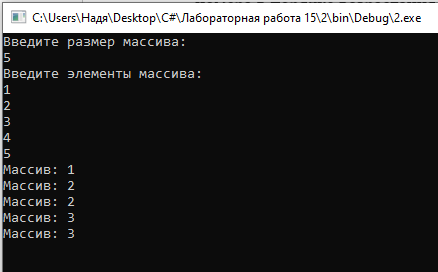 C:\Users\Надя\Desktop\C#\Лабораторная работа 15\2\bin\Debug\2.exe
Введите размер массива:
5
Введите элементы массива:
1
2
3
4
5
Массив: 1
Массив: 2
Массив: 2
Массив: 3
Массив: 3